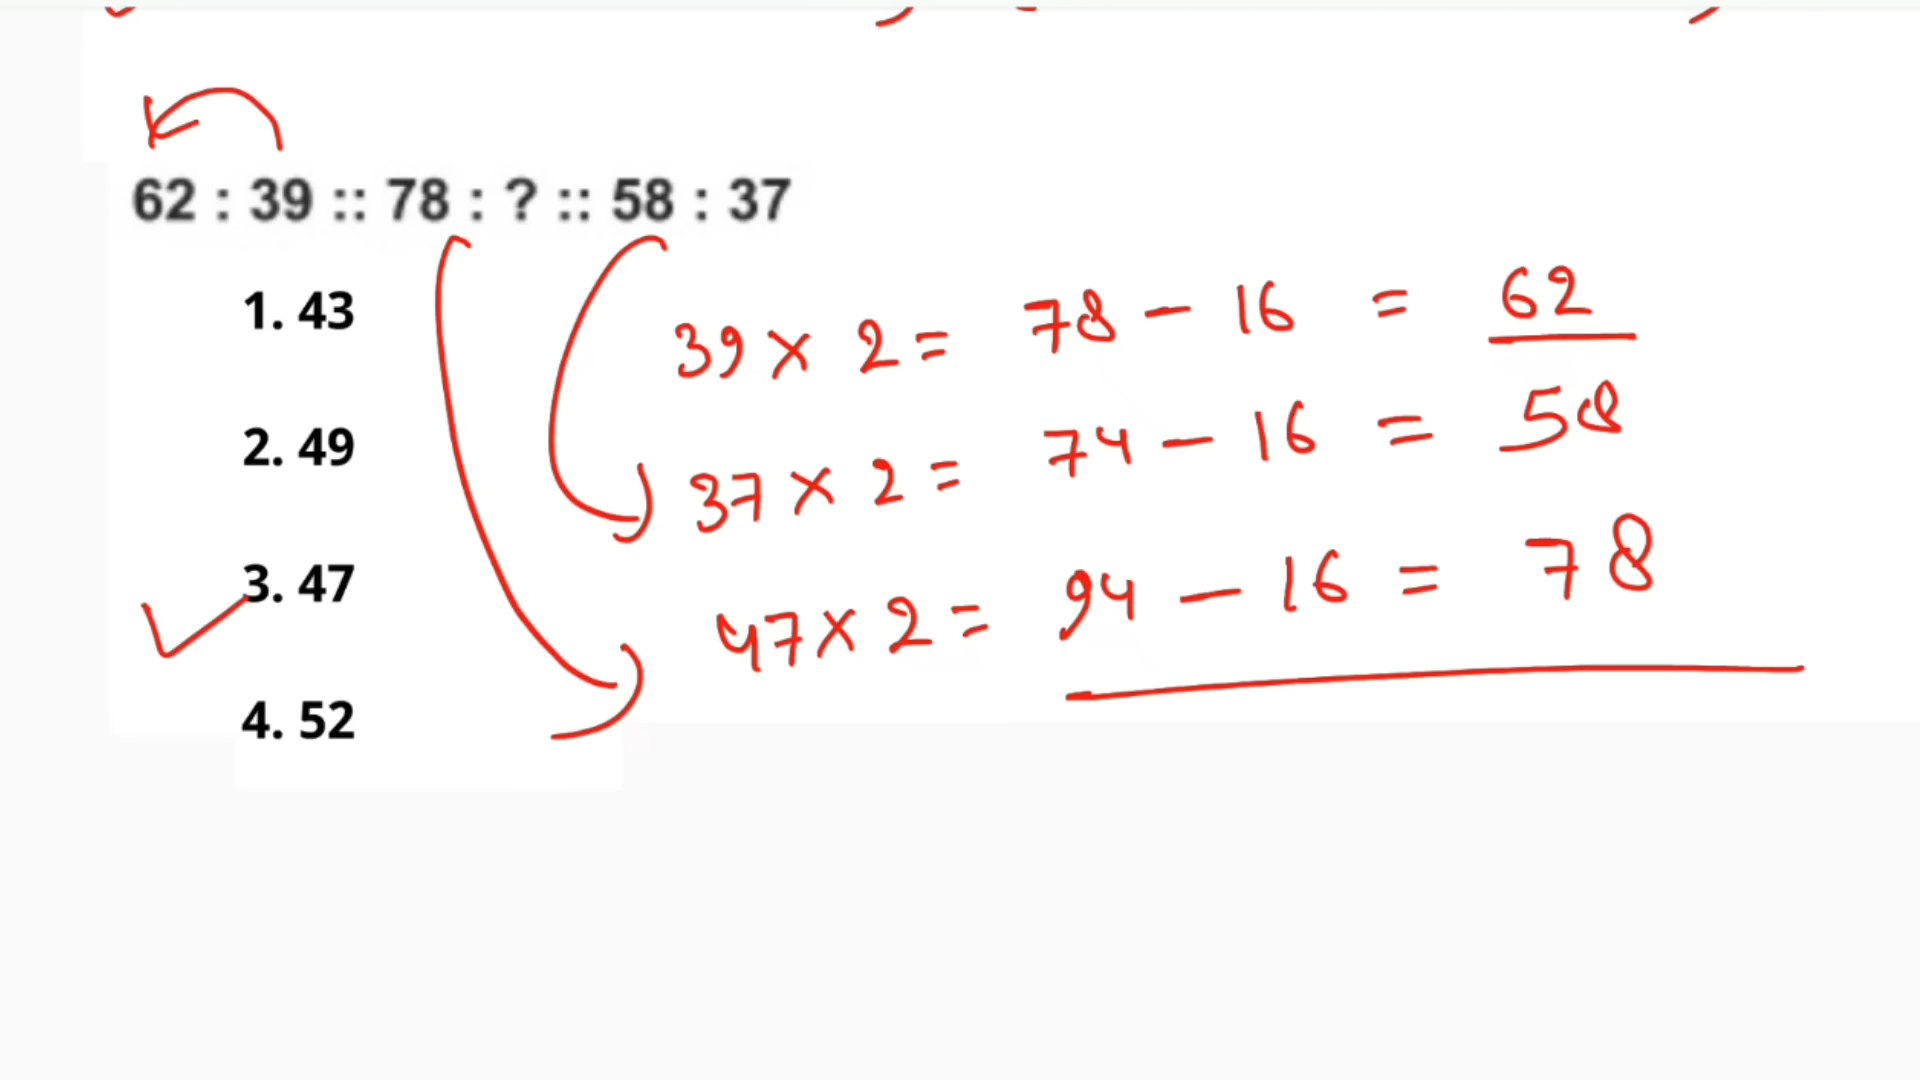 62 : 39 :: 78 : ? :: 58 : 37
1. 43
39 × 2 = 78 - 16 = 62
2. 49
37 × 2 = 74 - 16 = 58
3. 47
47 × 2 = 94 - 16 = 78
4. 52